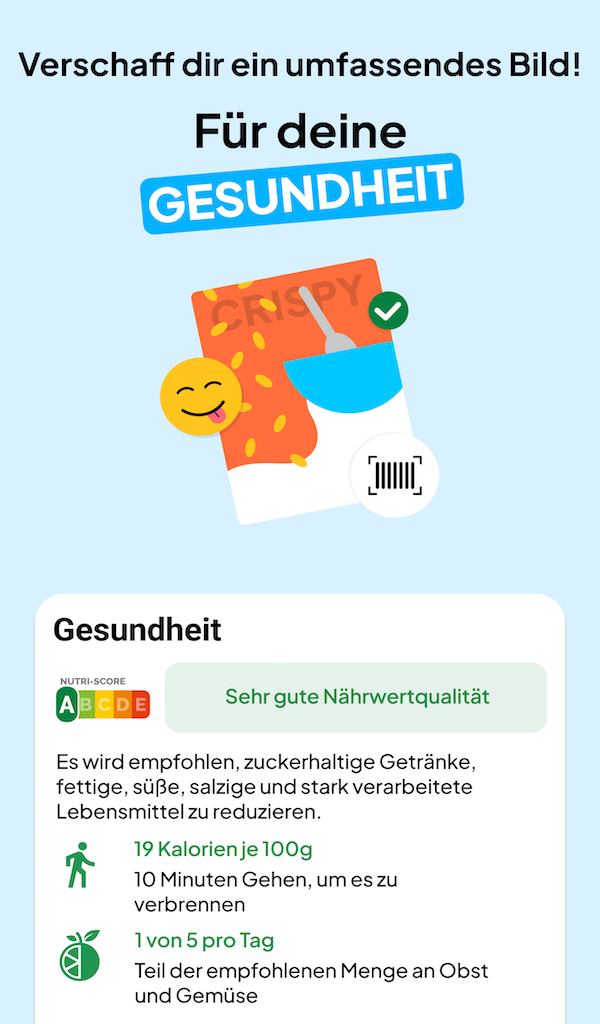 Verschaff dir ein umfassendes Bild!
Für deine
GESUNDHEIT
CRISPY
Gesundheit
NUTRI-SCORE
A B C D E
Sehr gute Nährwertqualität
Es wird empfohlen, zuckerhaltige Getränke,
fettige, süße, salzige und stark verarbeitete
Lebensmittel zu reduzieren.
19 Kalorien je 100g
10 Minuten Gehen, um es zu
verbrennen
1 von 5 pro Tag
Teil der empfohlenen Menge an Obst
und Gemüse